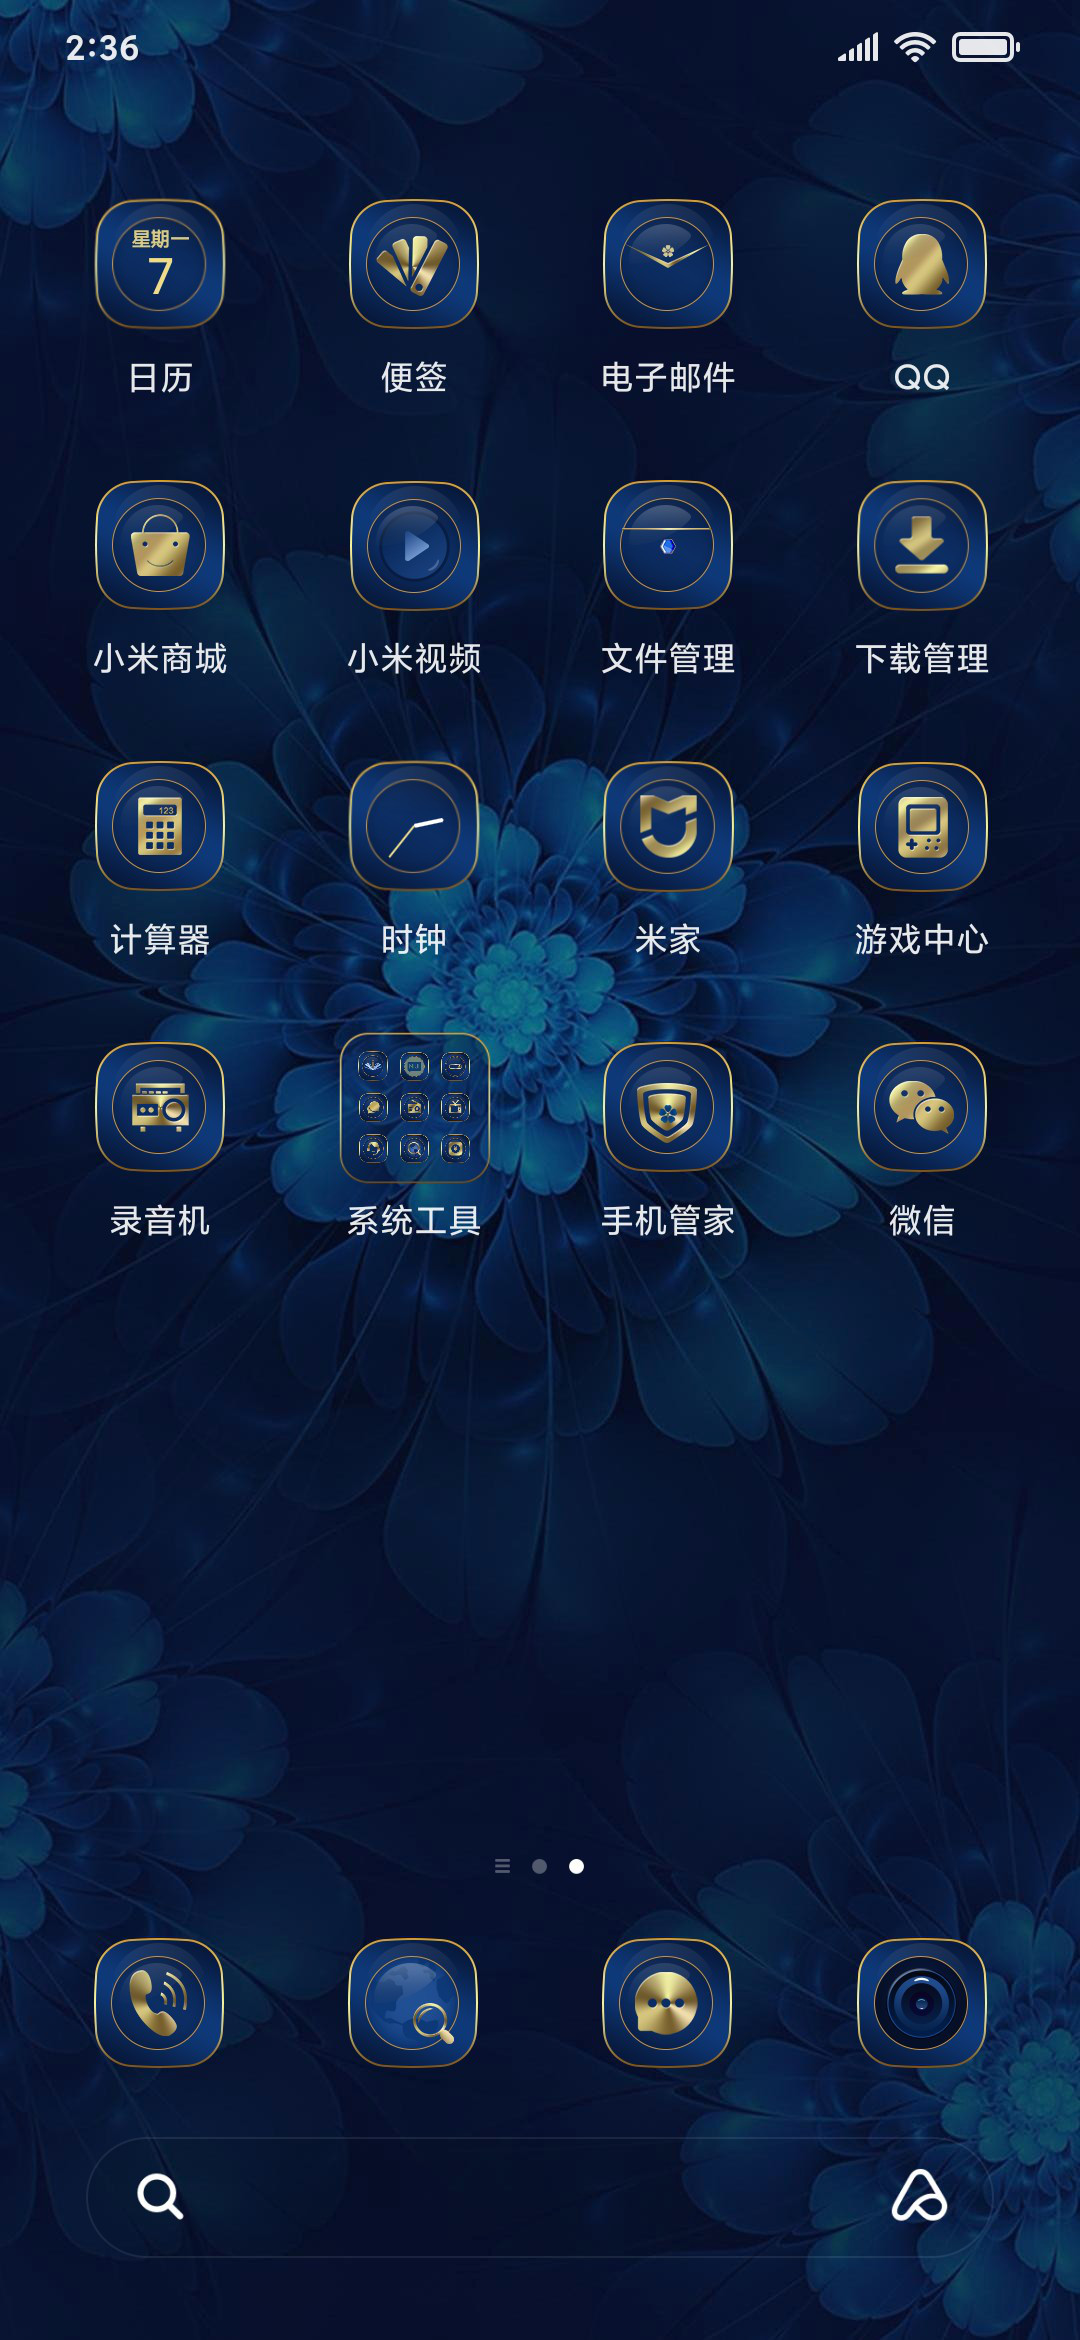 2:36
星期一
7
日历
便签
电子邮件
QQ
小米商城
小米视频
文件管理
下载管理
123
计算器
时钟
米家
游戏中心
录音机
系统工具
手机管家
微信